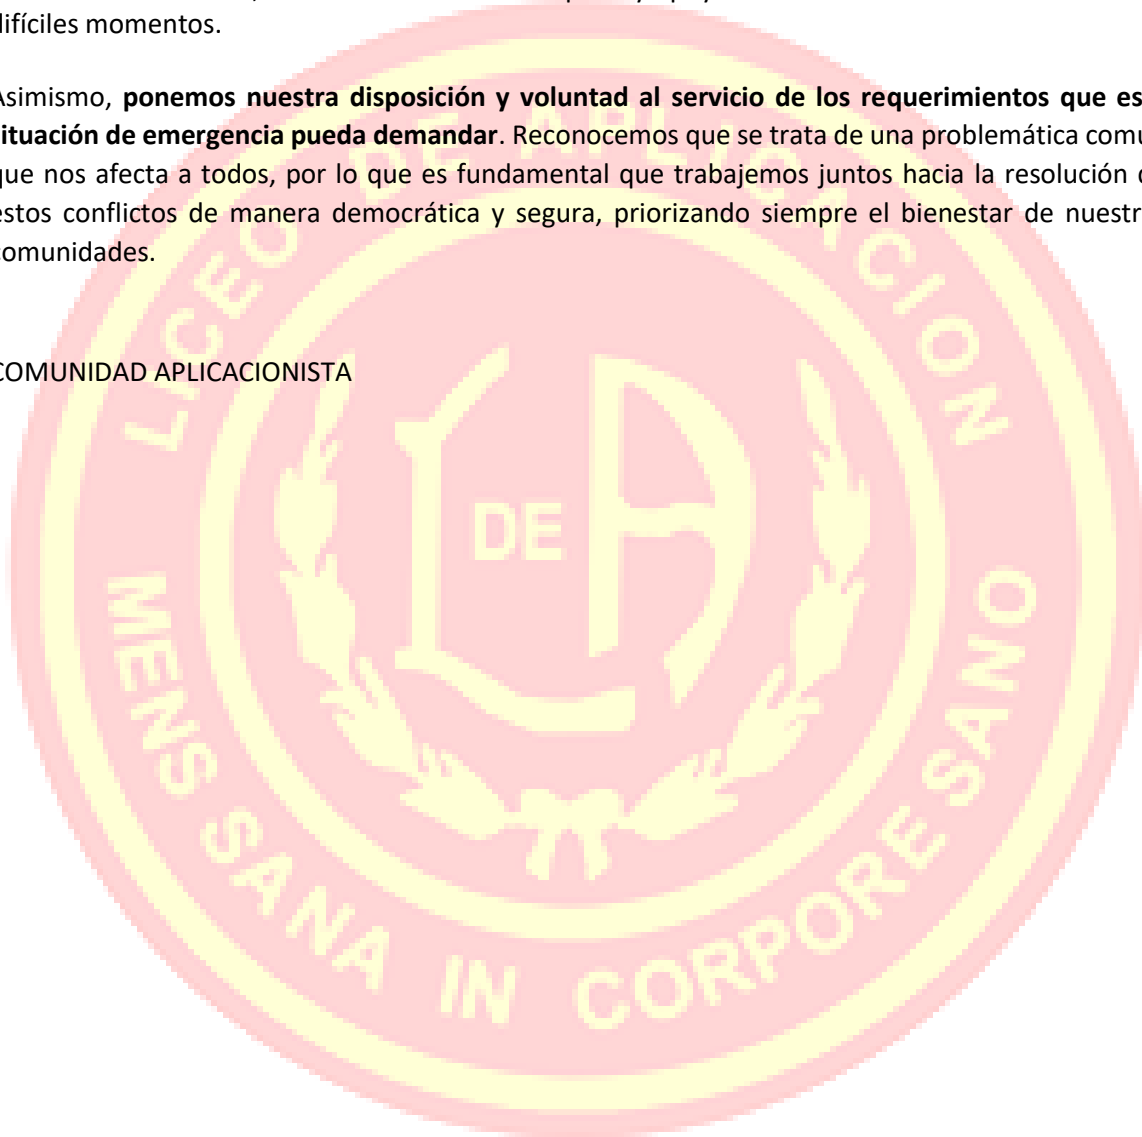 difíciles momentos.
Asimismo, ponemos nuestra disposición y voluntad al servicio de los requerimientos que es
situación de emergencia pueda demandar. Reconocemos que se trata de una problemática comú
que nos afecta a todos, por lo que es fundamental que trabajemos juntos hacia la resolución d
estos conflictos de manera democrática y segura, priorizando siempre el bienestar de nuestr
comunidades.
COMUNIDAD APLICACIONISTA
LICEO DE APLICACION
L DE A
MENS SANA IN CORPORE SANO